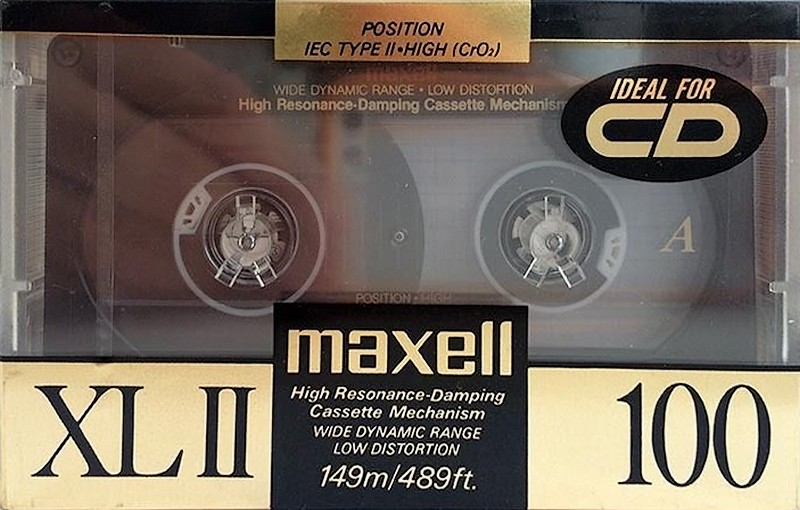 POSITION
IEC TYPE II•HIGH (CrO₂)
maxell
WIDE DYNAMIC RANGE • LOW DISTORTION
High Resonance-Damping Cassette Mechanism
IDEAL FOR
CD
A
POSITION • HIGH
maxell
High Resonance-Damping
Cassette Mechanism
WIDE DYNAMIC RANGE
LOW DISTORTION
149m/489ft.
XL II
100